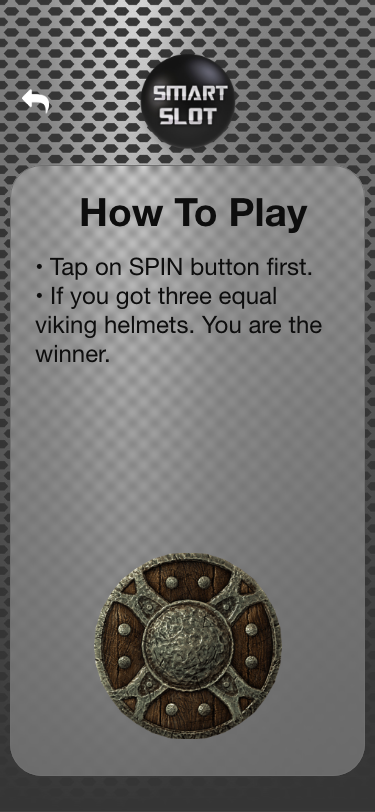 SMART
SLOT
How To Play
• Tap on SPIN button first.
• If you got three equal
viking helmets. You are the
winner.